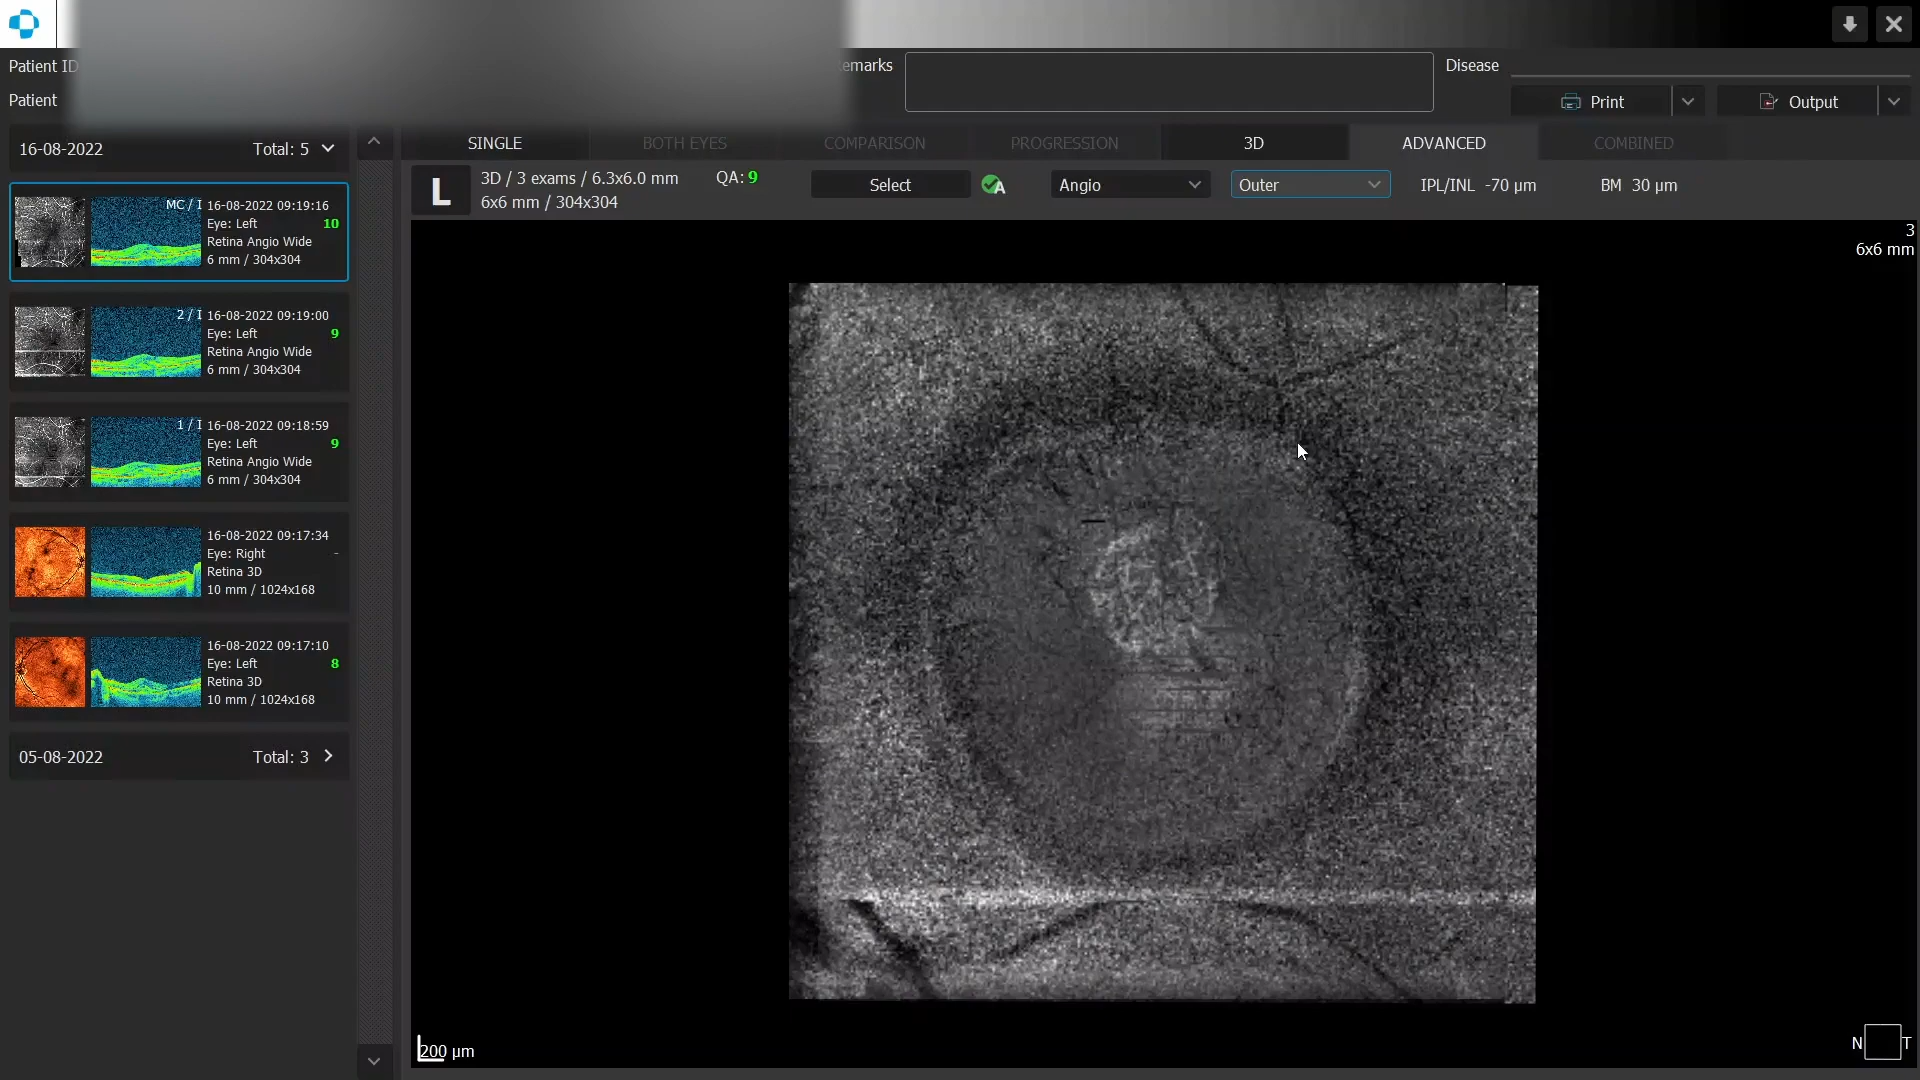 Patient ID
emarks
Disease
Patient
Print
Output
16-08-2022 Total: 5
SINGLE
BOTH EYES
COMPARISON
PROGRESSION
3D
ADVANCED
COMBINED
L
3D / 3 exams / 6.3x6.0 mm
6x6 mm / 304x304
QA: 9
Select
A
Angio
Outer
IPL/INL -70 µm
BM 30 µm
MC / I 16-08-2022 09:19:16
Eye: Left 10
Retina Angio Wide
6 mm / 304x304
2 / I 16-08-2022 09:19:00
Eye: Left 9
Retina Angio Wide
6 mm / 304x304
1 / I 16-08-2022 09:18:59
Eye: Left 9
Retina Angio Wide
6 mm / 304x304
16-08-2022 09:17:34
Eye: Right -
Retina 3D
10 mm / 1024x168
16-08-2022 09:17:10
Eye: Left 8
Retina 3D
10 mm / 1024x168
05-08-2022 Total: 3
3
6x6 mm
200 µm
N T